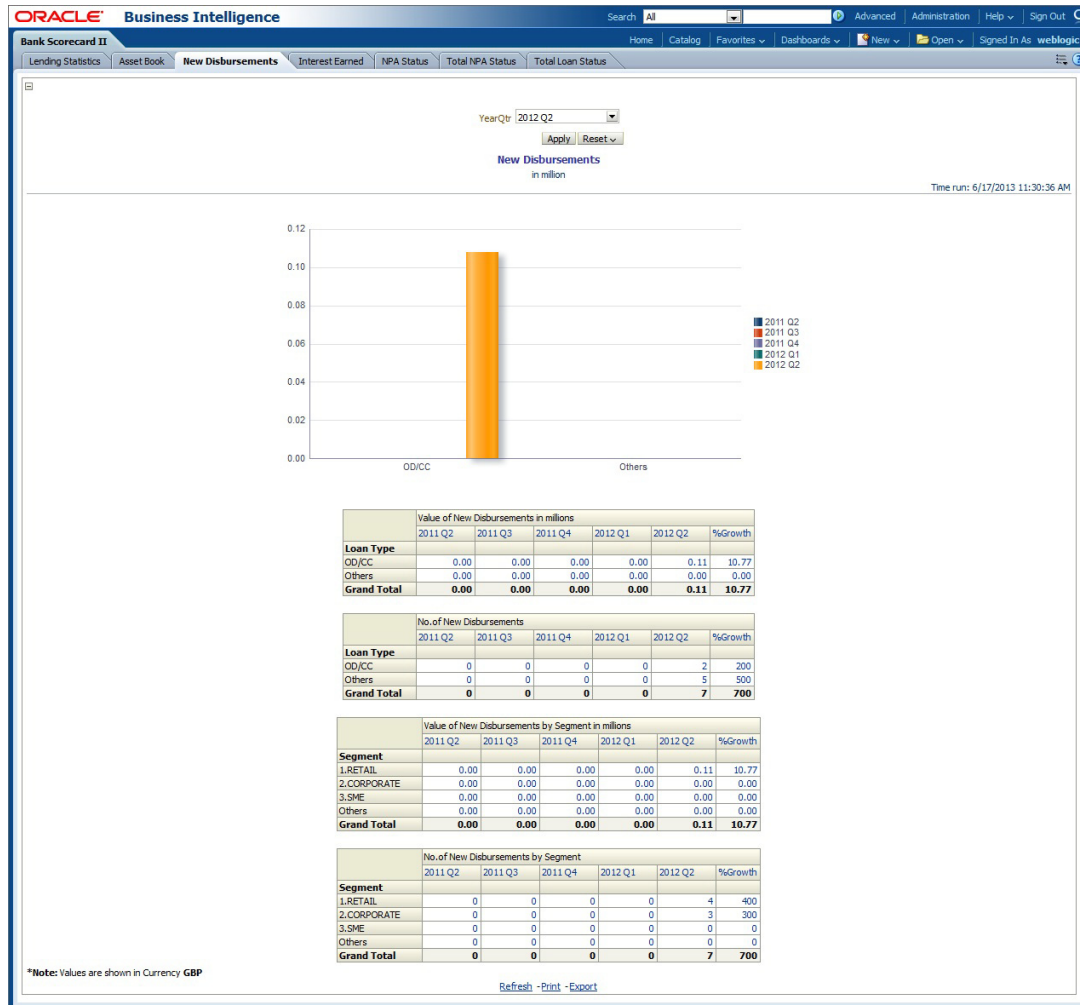 ORACLE Business Intelligence Search All Advanced Administration Help Sign Out
Bank Scorecard II Home Catalog Favorites Dashboards New Open Signed In As weblogic
Lending Statistics Asset Book New Disbursements Interest Earned NPA Status Total NPA Status Total Loan Status
YearQtr 2012 Q2
Apply Reset
New Disbursements
in million
Time run: 6/17/2013 11:30:36 AM
0.12
0.10
0.08
0.06
0.04
0.02
0.00
2011 Q2
2011 Q3
2011 Q4
2012 Q1
2012 Q2
OD/CC Others
Value of New Disbursements in millions
2011 Q2 2011 Q3 2011 Q4 2012 Q1 2012 Q2 %Growth
Loan Type
OD/CC 0.00 0.00 0.00 0.00 0.11 10.77
Others 0.00 0.00 0.00 0.00 0.00 0.00
Grand Total 0.00 0.00 0.00 0.00 0.11 10.77
No.of New Disbursements
2011 Q2 2011 Q3 2011 Q4 2012 Q1 2012 Q2 %Growth
Loan Type
OD/CC 0 0 0 0 2 200
Others 0 0 0 0 5 500
Grand Total 0 0 0 0 7 700
Value of New Disbursements by Segment in millions
2011 Q2 2011 Q3 2011 Q4 2012 Q1 2012 Q2 %Growth
Segment
1.RETAIL 0.00 0.00 0.00 0.00 0.11 10.77
2.CORPORATE 0.00 0.00 0.00 0.00 0.00 0.00
3.SME 0.00 0.00 0.00 0.00 0.00 0.00
Others 0.00 0.00 0.00 0.00 0.00 0.00
Grand Total 0.00 0.00 0.00 0.00 0.11 10.77
No.of New Disbursements by Segment
2011 Q2 2011 Q3 2011 Q4 2012 Q1 2012 Q2 %Growth
Segment
1.RETAIL 0 0 0 0 4 400
2.CORPORATE 0 0 0 0 3 300
3.SME 0 0 0 0 0 0
Others 0 0 0 0 0 0
Grand Total 0 0 0 0 7 700
*Note: Values are shown in Currency GBP
Refresh - Print - Export